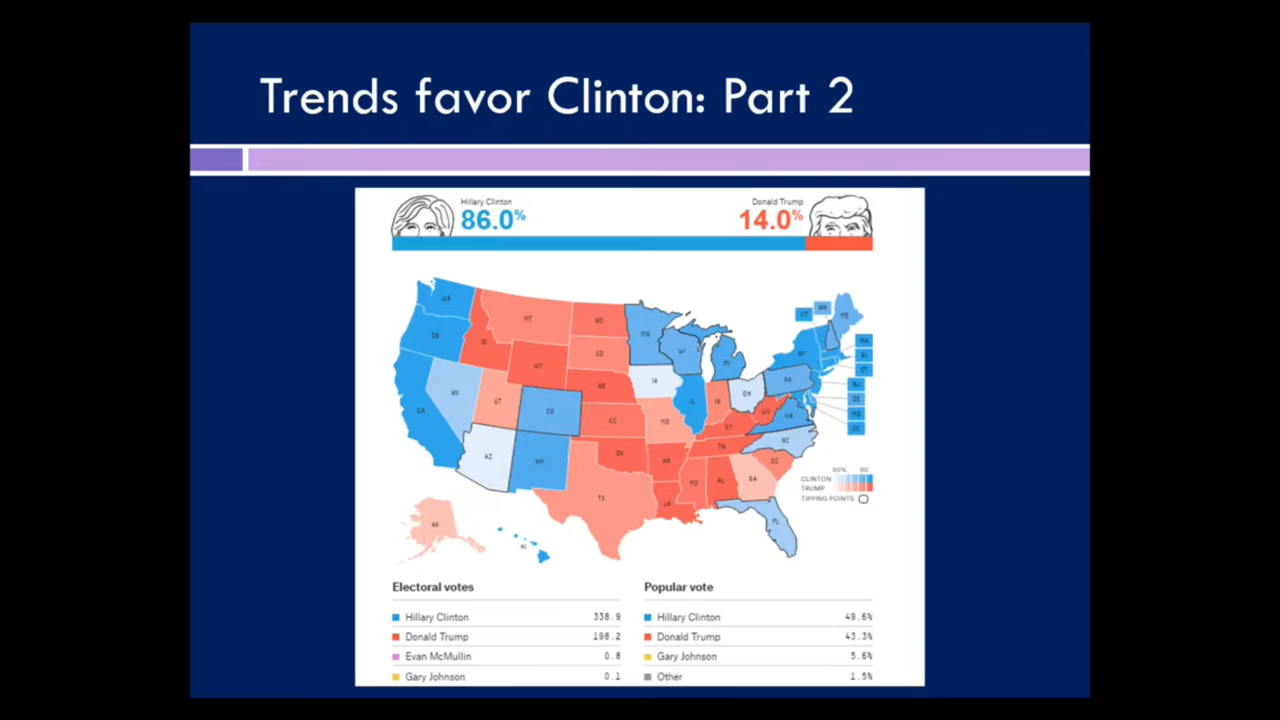 Trends favor Clinton: Part 2
Hillary Clinton
86.0%
Donald Trump
14.0%
WA
MT
ND
MN
VT
NH
ME
OR
ID
SD
WI
MI
NY
MA
RI
CT
WY
NE
IA
PA
NJ
NV
UT
CO
IL
IN
OH
DE
CA
KS
MO
KY
WV
VA
MD
DC
AZ
NM
OK
AR
TN
NC
TX
LA
MS
AL
GA
SC
FL
AK
HI
50% 90
CLINTON
TRUMP
TIPPING POINTS
Electoral votes
Hillary Clinton 338.9
Donald Trump 198.2
Evan McMullin 0.8
Gary Johnson 0.1
Popular vote
Hillary Clinton 49.6%
Donald Trump 43.3%
Gary Johnson 5.6%
Other 1.5%